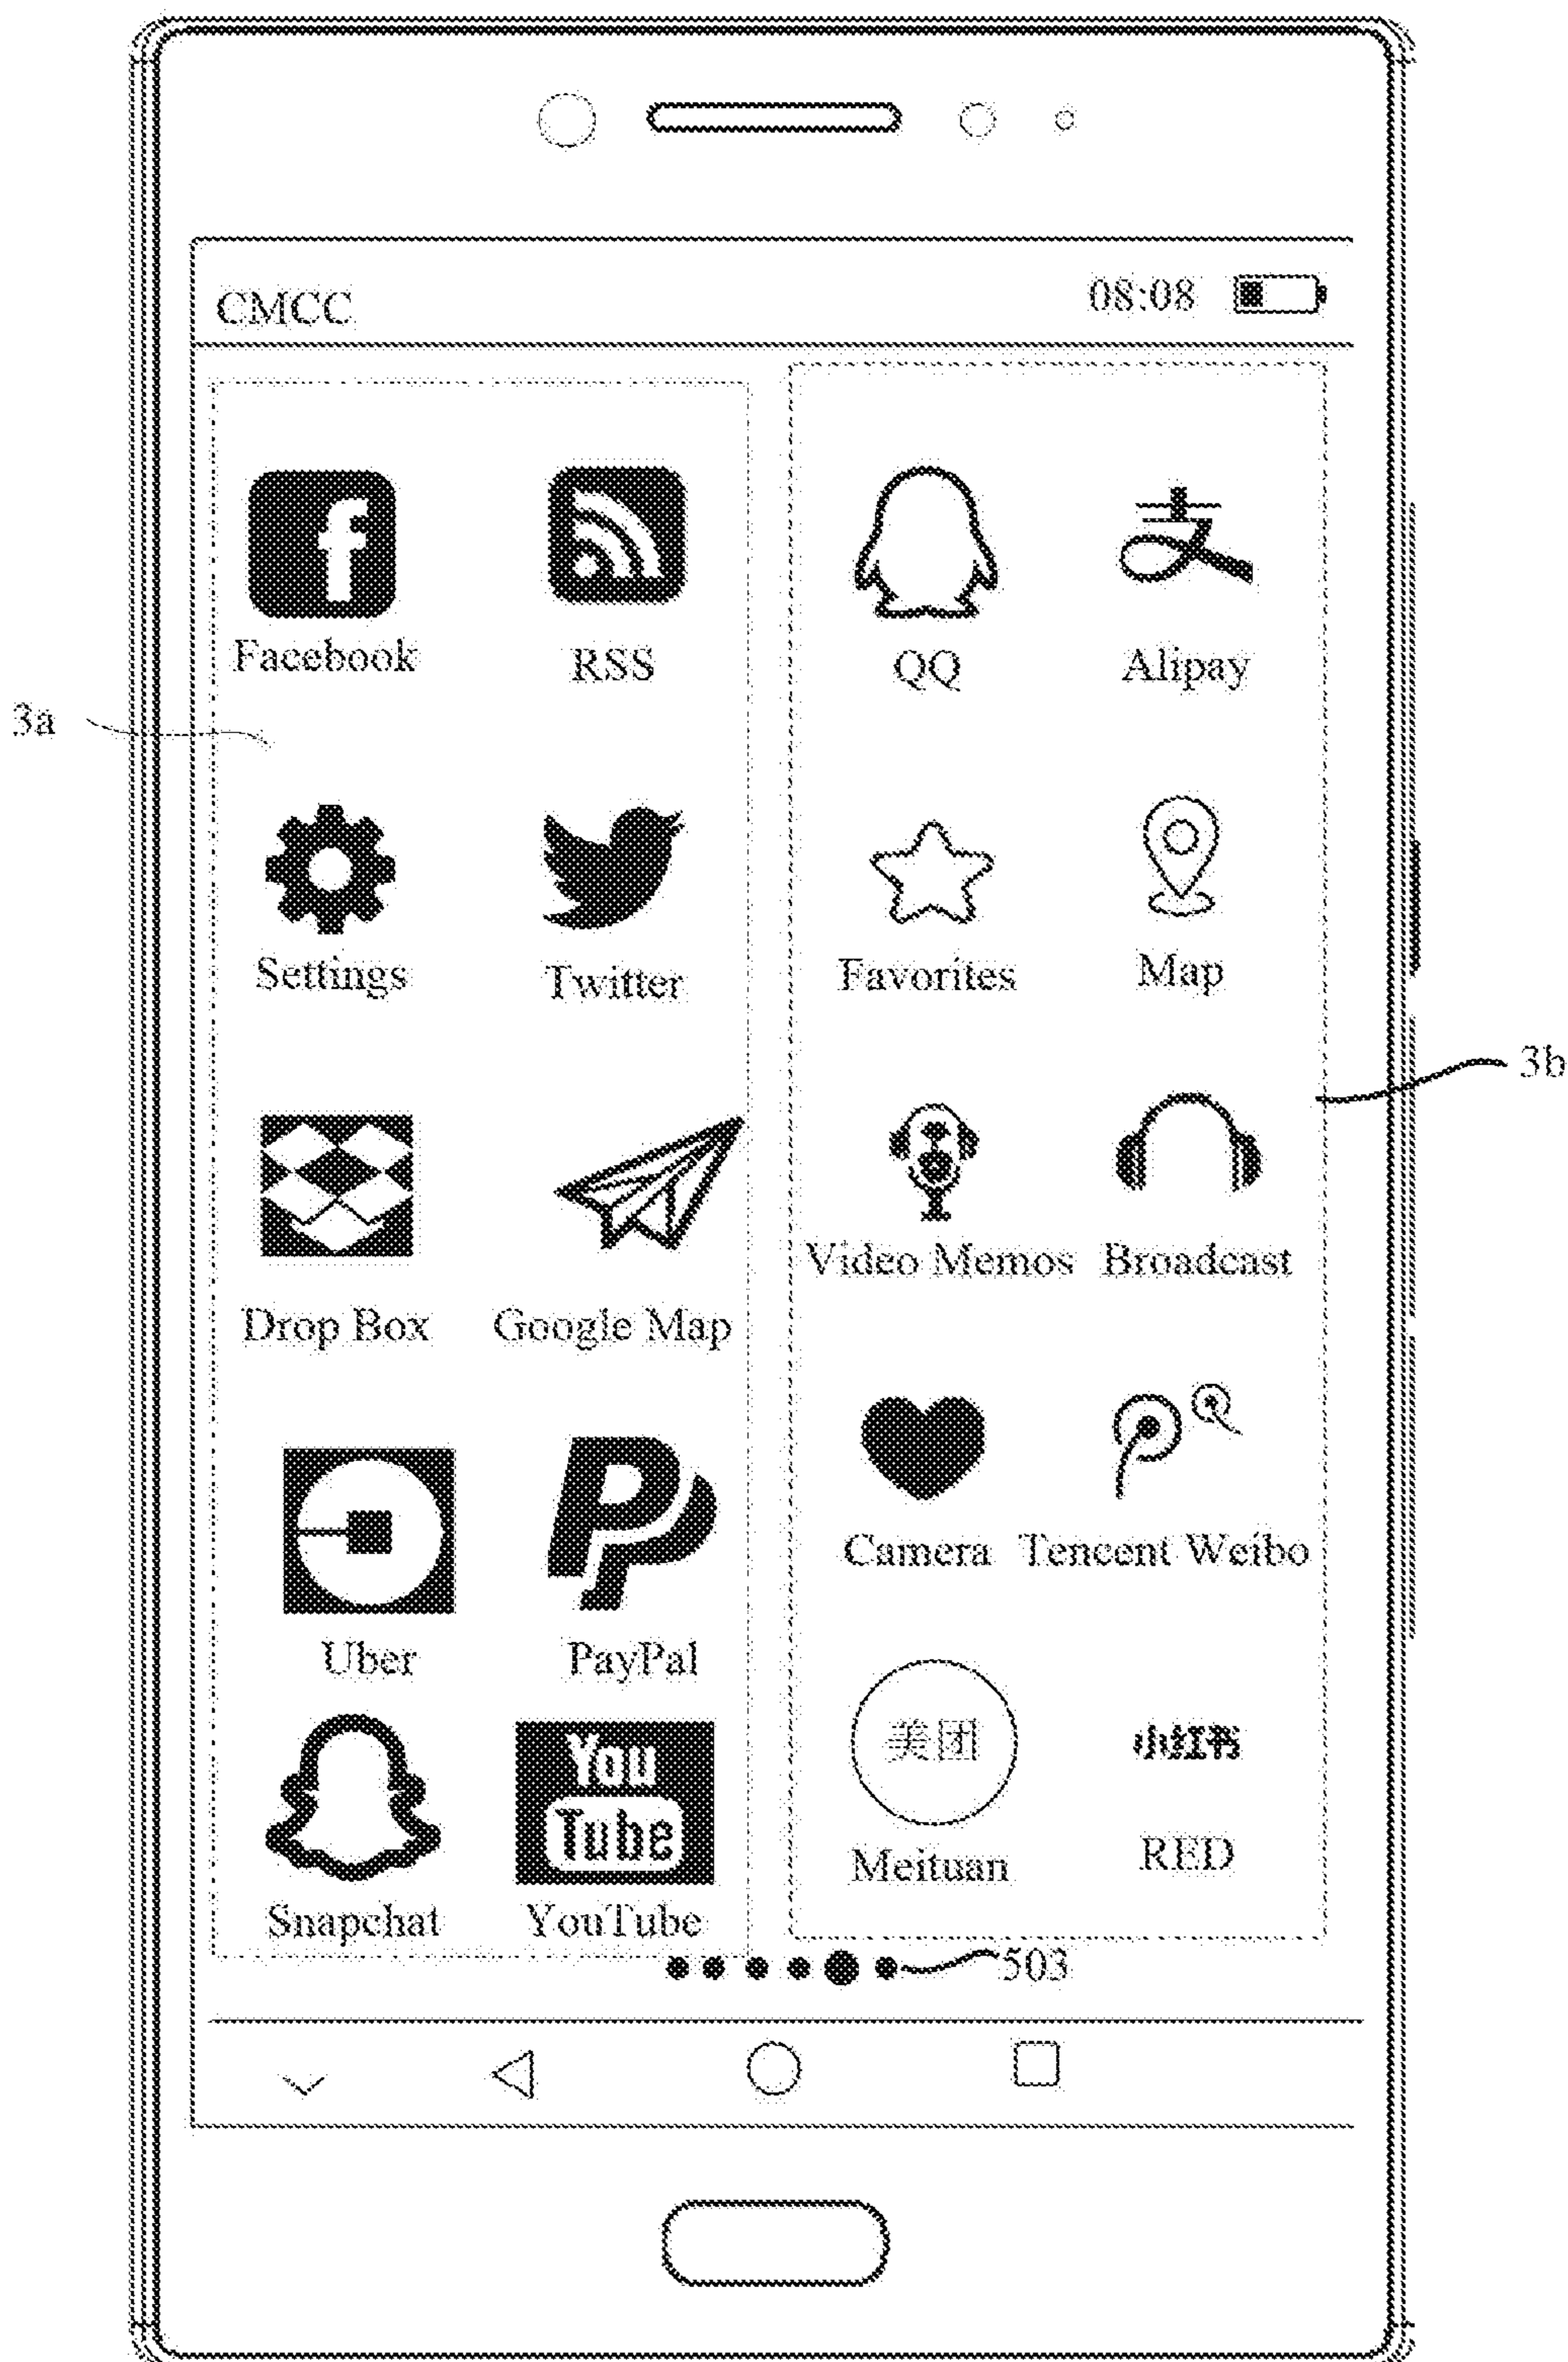 CMCC 08:08
f
支
Facebook RSS QQ Alipay
3a
Settings Twitter Favorites Map
3b
Video Memos Broadcast
Drop Box Google Map
Camera Tencent Weibo
Uber PayPal
美团 小红书
You
Tube
Meituan RED
Snapchat YouTube
503